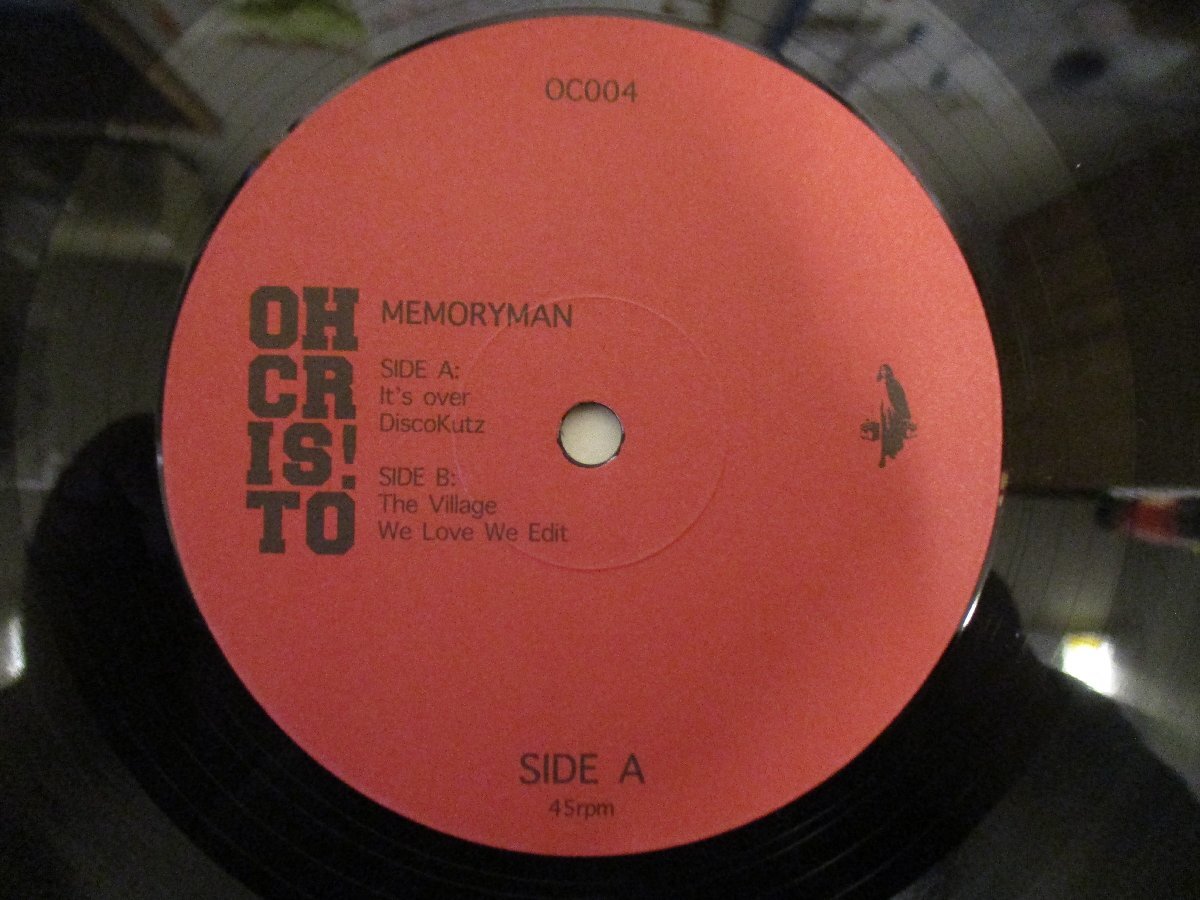 OC004
OH
CR
IS!
TO
MEMORYMAN
SIDE A:
It's over
DiscoKutz
SIDE B:
The Village
We Love We Edit
SIDE A
45rpm